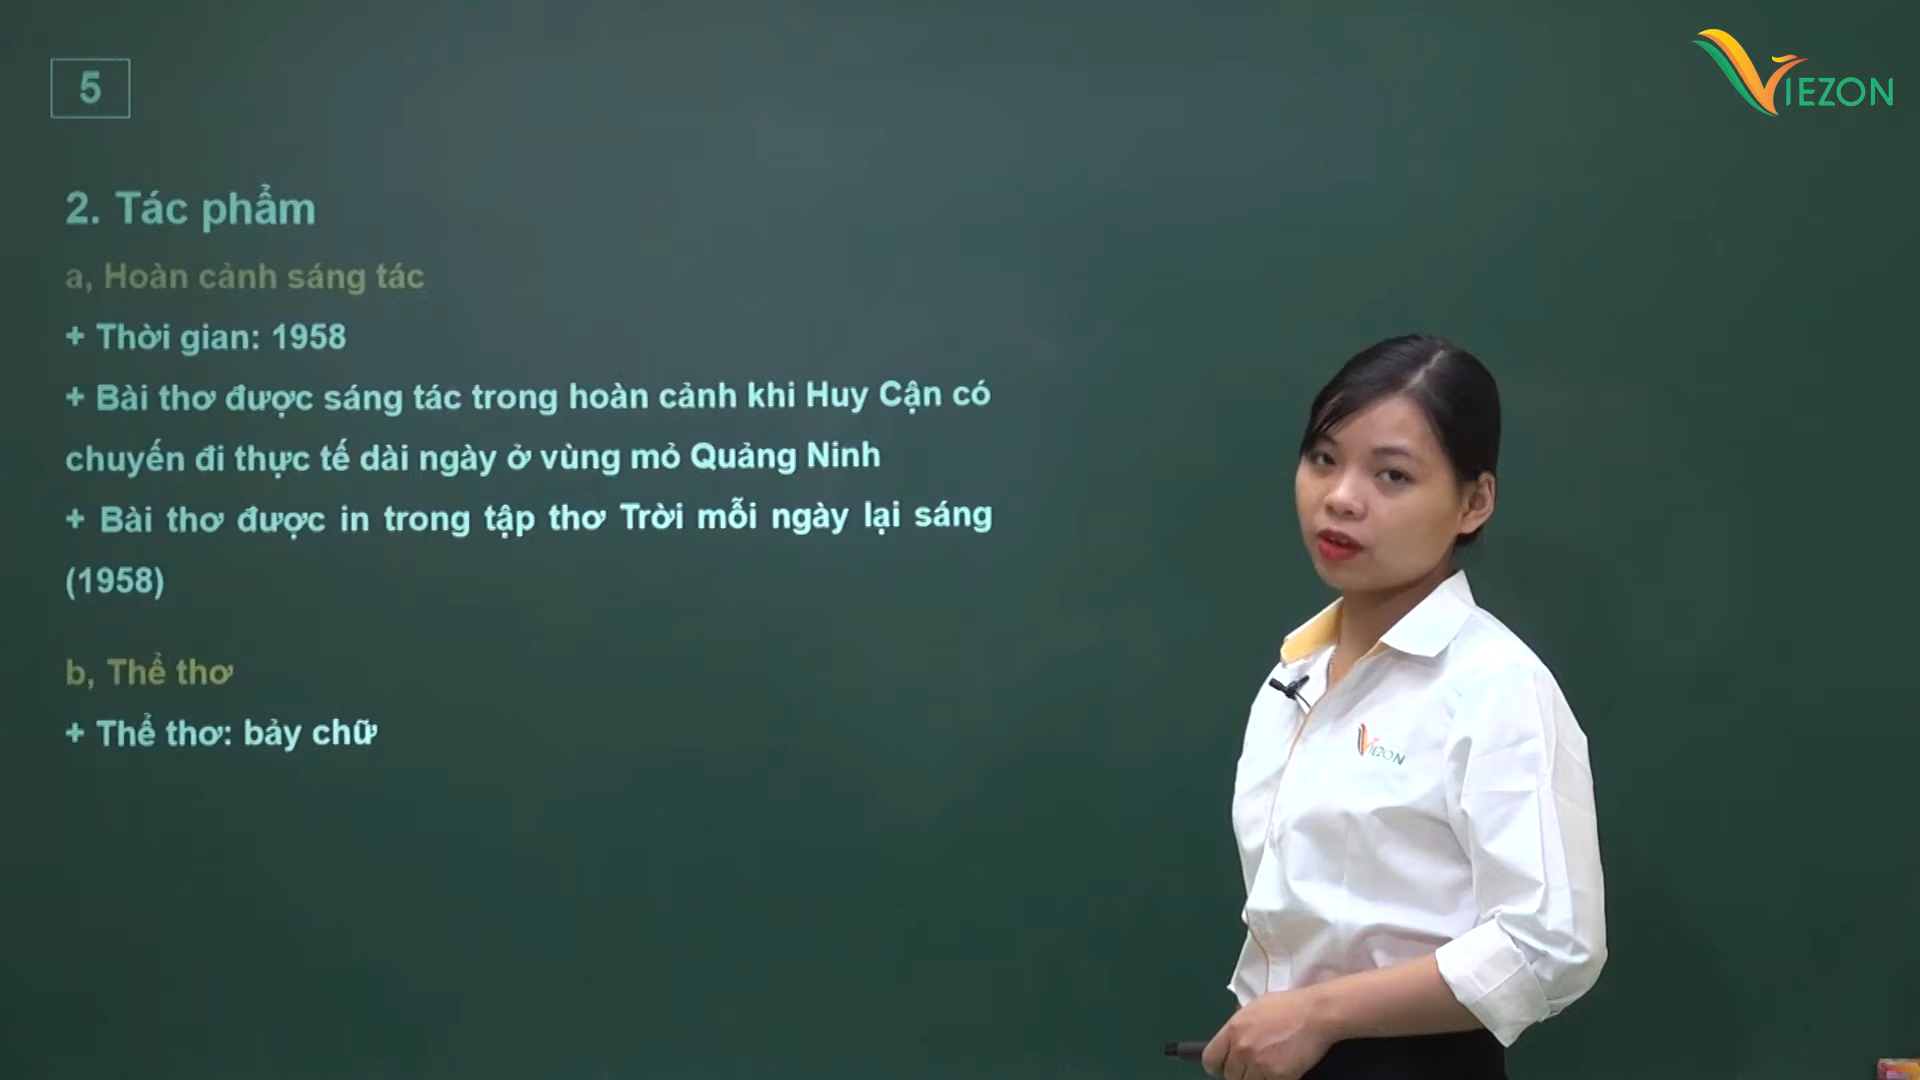 5
VIEZON
2. Tác phẩm
a, Hoàn cảnh sáng tác
+ Thời gian: 1958
+ Bài thơ được sáng tác trong hoàn cảnh khi Huy Cận có
chuyến đi thực tế dài ngày ở vùng mỏ Quảng Ninh
+ Bài thơ được in trong tập thơ Trời mỗi ngày lại sáng
(1958)
b, Thể thơ
+ Thể thơ: bảy chữ
VIEZON